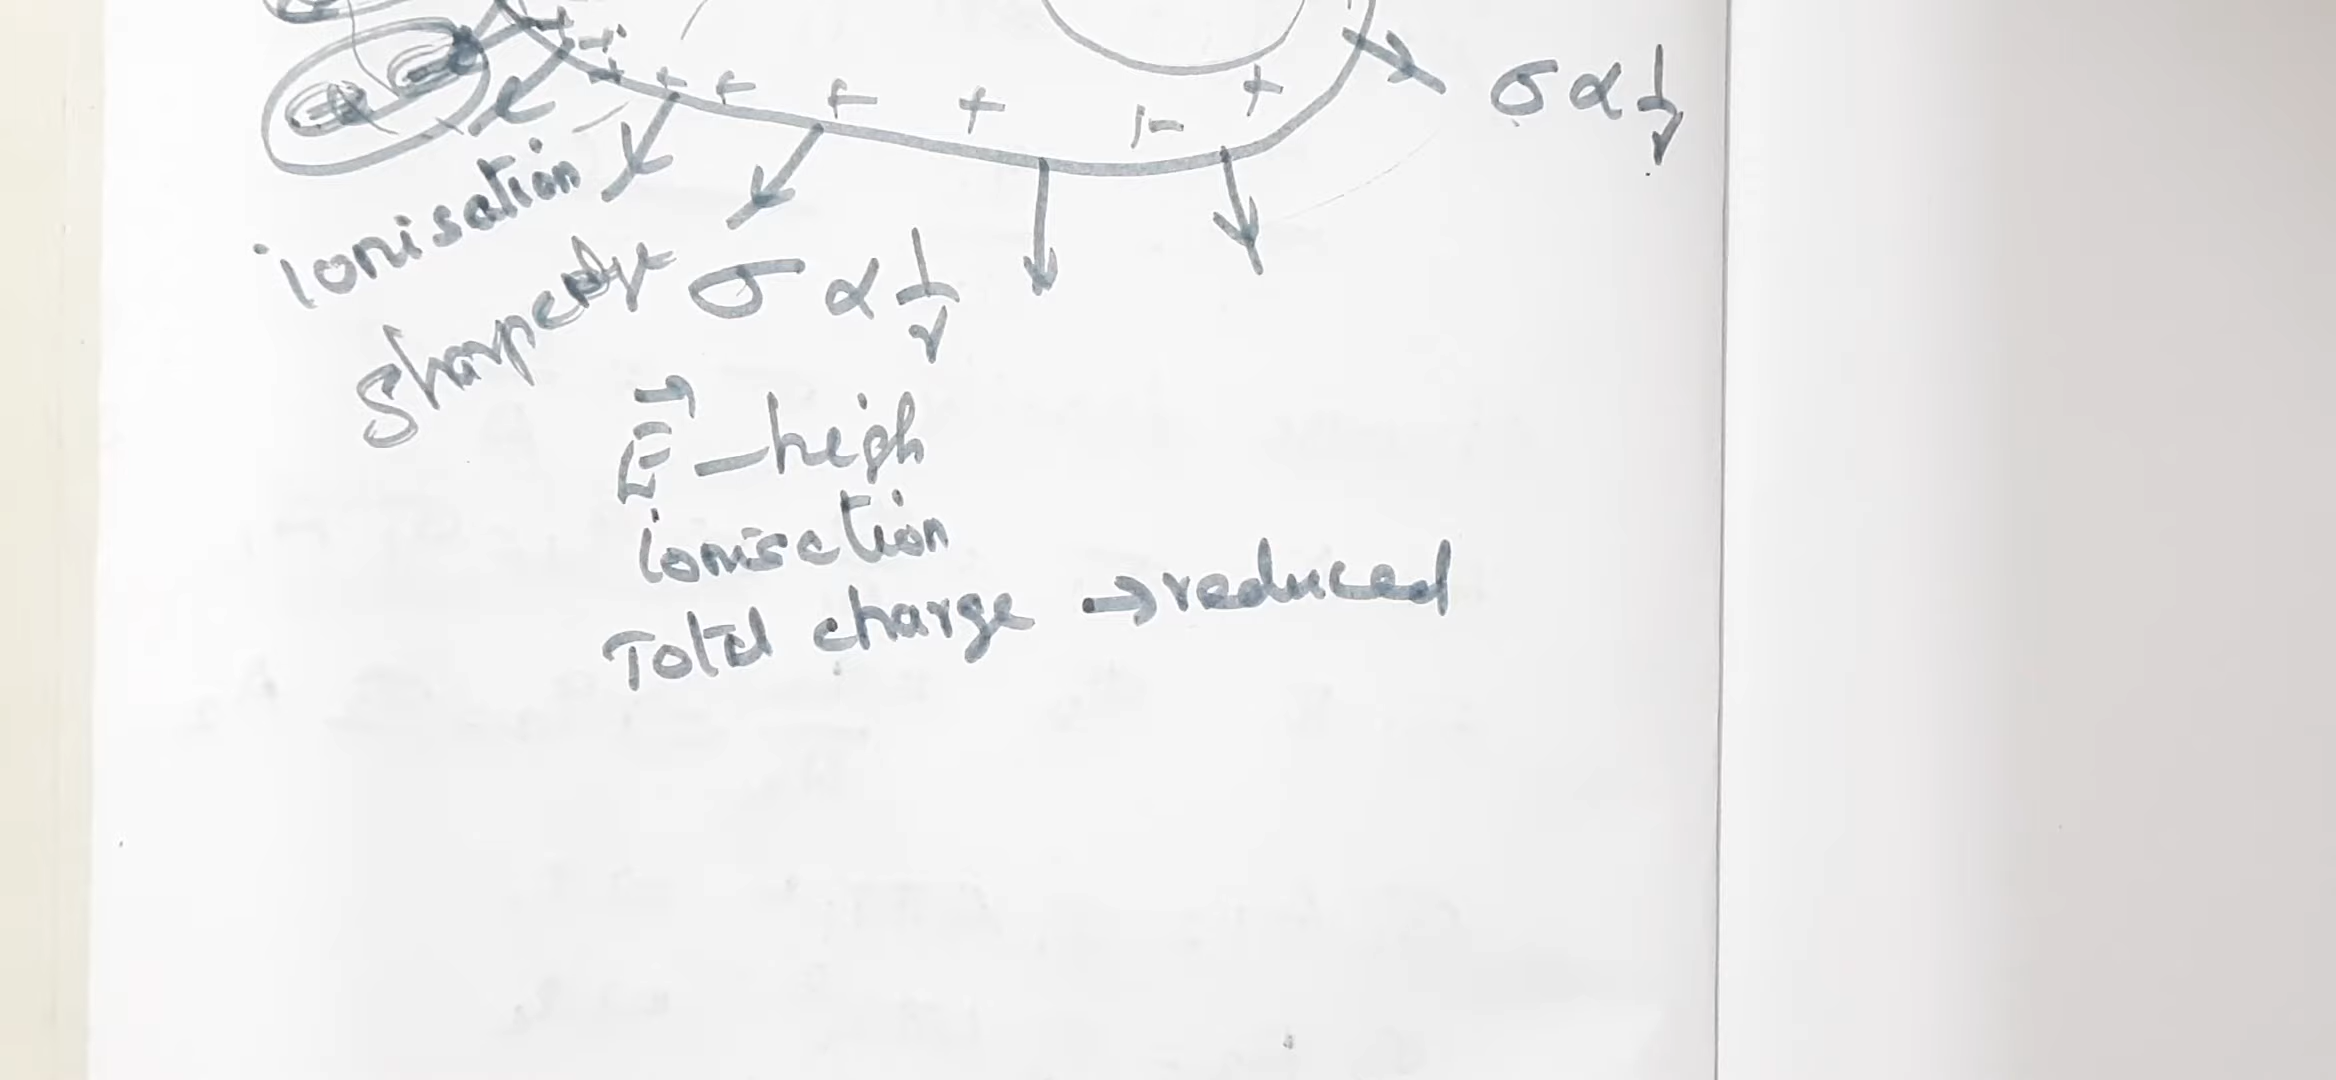 σ α 1/r
ionisation
sharp edge σ α 1/r
E⃗ – high
ionisation
Total charge → reduced